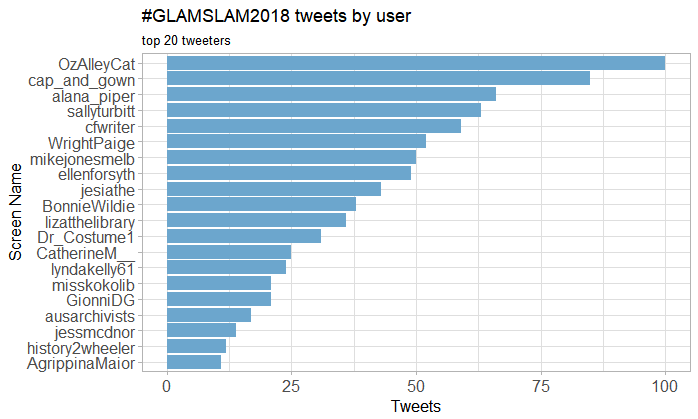 #GLAMSLAM2018 tweets by user
top 20 tweeters
Screen Name
OzAlleyCat
cap_and_gown
alana_piper
sallyturbitt
cfwriter
WrightPaige
mikejonesmelb
ellenforsyth
jesiathe
BonnieWildie
lizatthelibrary
Dr_Costume1
CatherineM__
lyndakelly61
misskokolib
GionniDG
ausarchivists
jessmcdnor
history2wheeler
AgrippinaMaior
0 25 50 75 100
Tweets